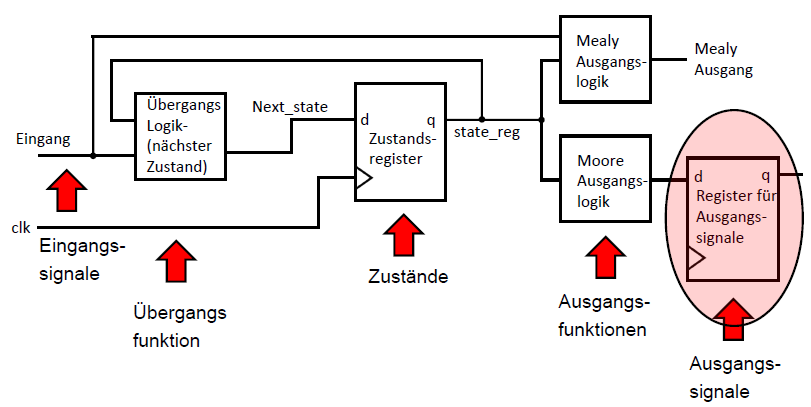 Mealy
Ausgangs-
logik
Mealy
Ausgang
Übergangs
Logik-
(nächster
Zustand)
Next_state
d
q
Zustands-
register
state_reg
Eingang
Moore
Ausgangs-
logik
d
q
Register für
Ausgangs-
signale
clk
Eingangs-
signale
Übergangs
funktion
Zustände
Ausgangs-
funktionen
Ausgangs-
signale